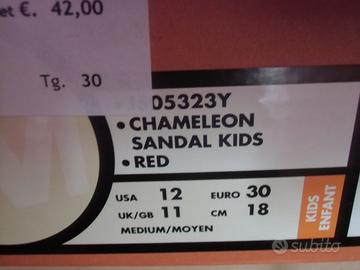 et €. 42,00
Tg. 30
05323Y
• CHAMELEON
SANDAL KIDS
• RED
USA 12 EURO 30
UK/GB 11 CM 18
MEDIUM/MOYEN
KIDS
ENFANT
subito